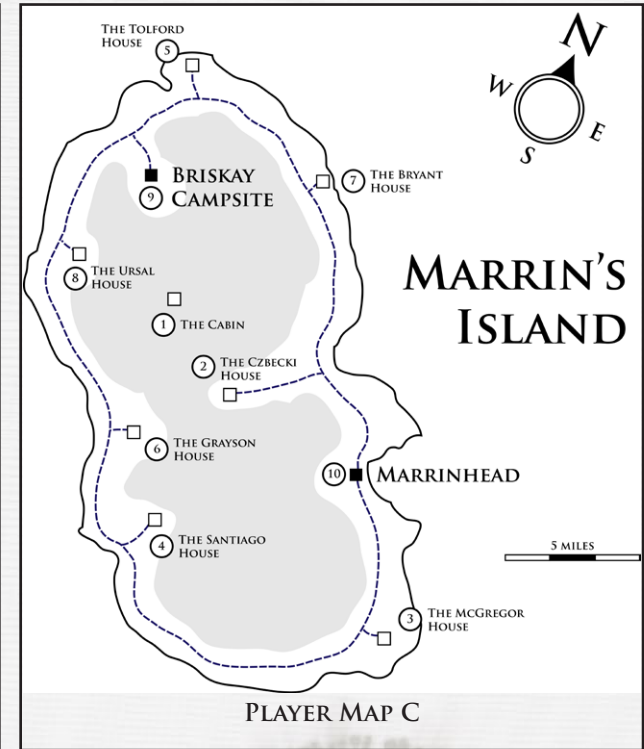 The Tolford
House
5
N
W
E
S
Briskay
Campsite
9
7
The Bryant
House
8
The Ursal
House
Marrin's
Island
1
The Cabin
2
The Czbecki
House
6
The Grayson
House
10
Marrinhead
4
The Santiago
House
5 miles
3
The McGregor
House
Player Map C